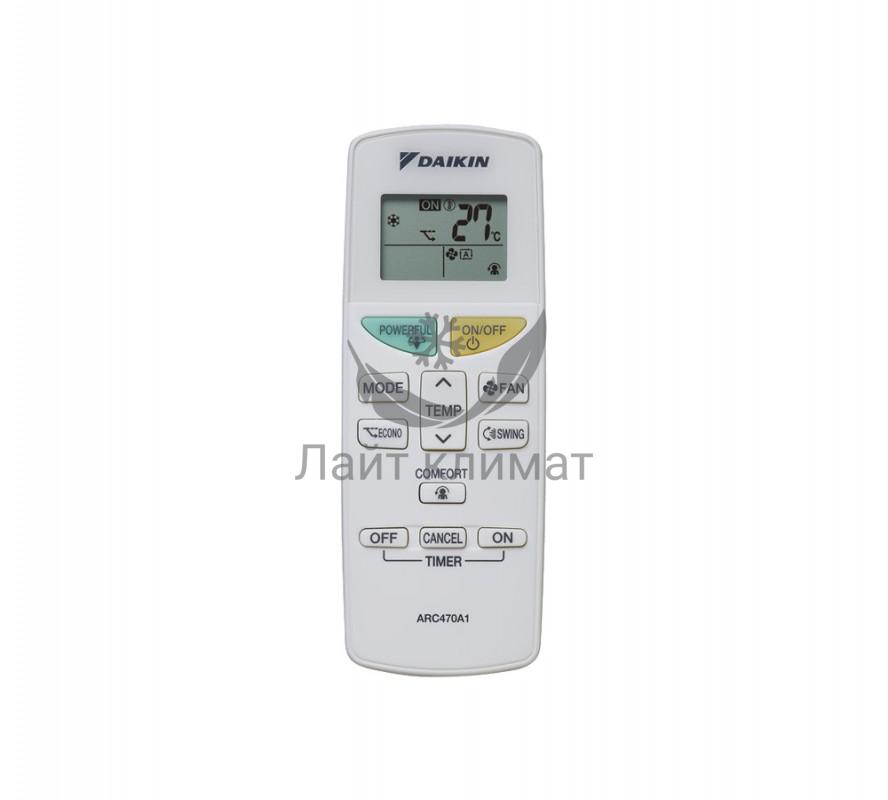 DAIKIN
ON 27 °C
A
POWERFUL ON/OFF
MODE TEMP FAN
ECONO SWING
Лайт климат
COMFORT
OFF CANCEL ON
TIMER
ARC470A1